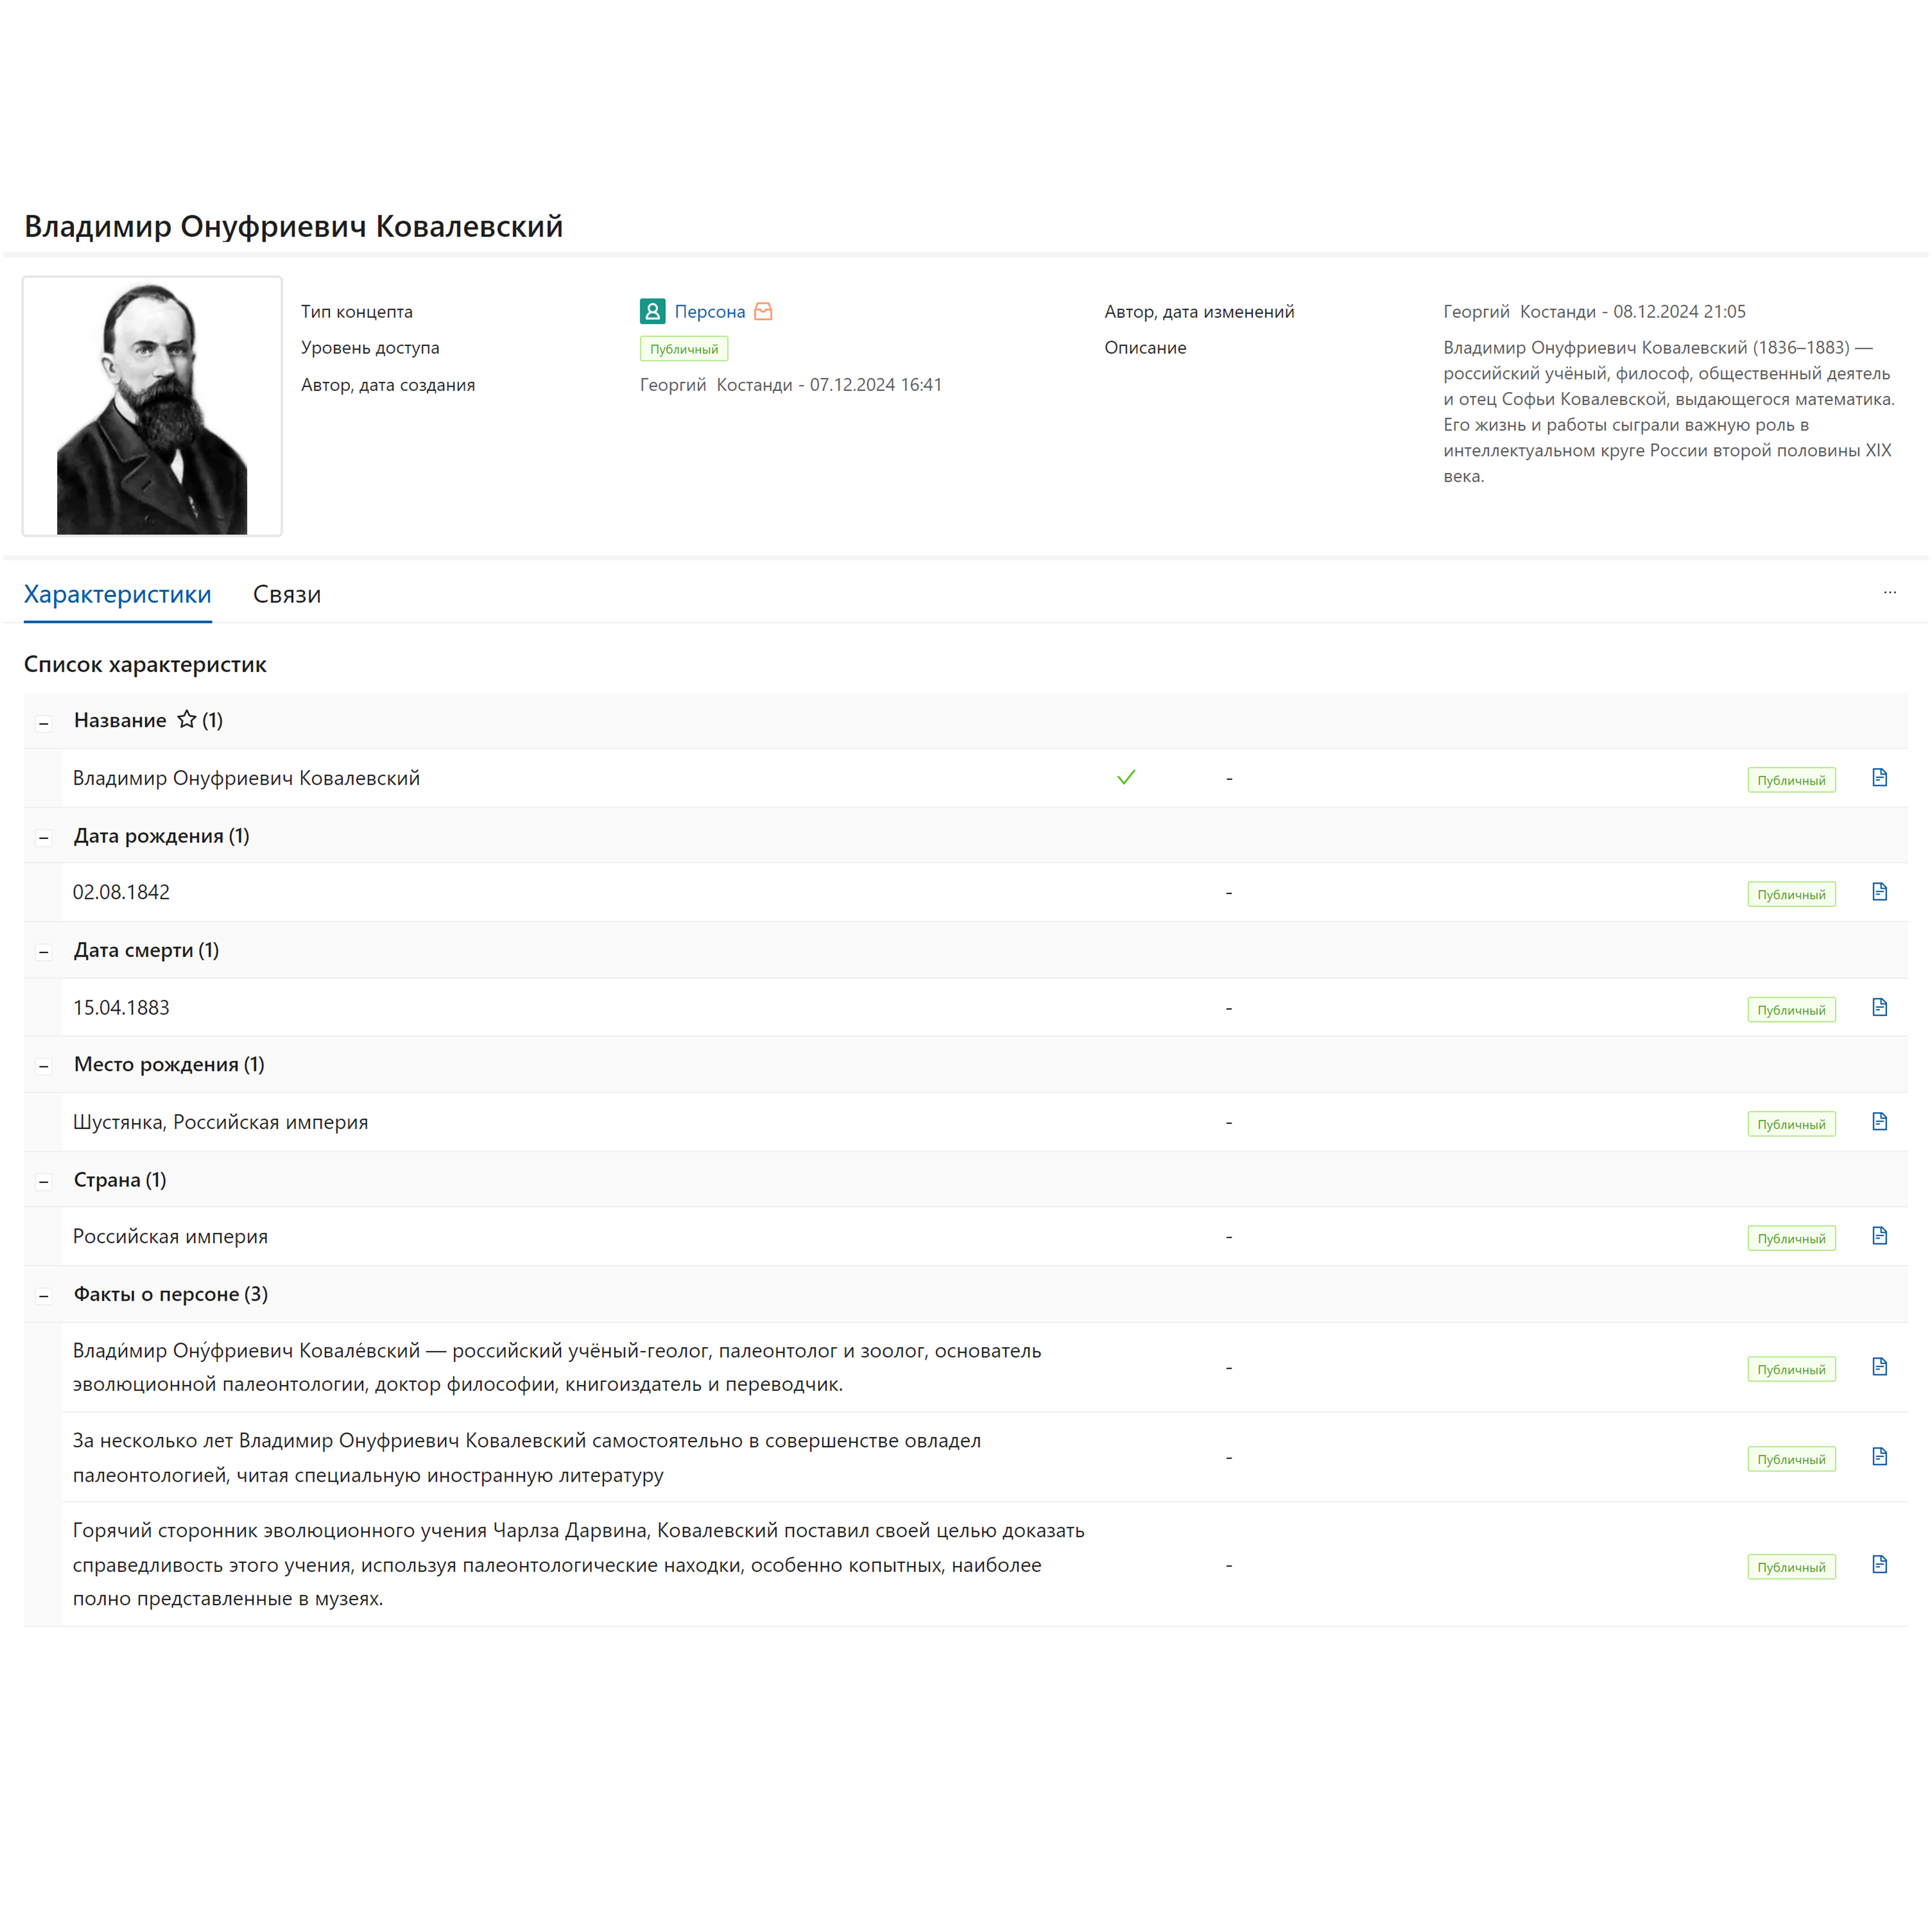 Владимир Онуфриевич Ковалевский
Тип концепта
Персона
Уровень доступа
Публичный
Автор, дата создания
Георгий Костанди - 07.12.2024 16:41
Автор, дата изменений
Георгий Костанди - 08.12.2024 21:05
Описание
Владимир Онуфриевич Ковалевский (1836–1883) —
российский учёный, философ, общественный деятель
и отец Софьи Ковалевской, выдающегося математика.
Его жизнь и работы сыграли важную роль в
интеллектуальном круге России второй половины XIX
века.
Характеристики
Связи
...
Список характеристик
Название (1)
Владимир Онуфриевич Ковалевский - Публичный
Дата рождения (1)
02.08.1842 - Публичный
Дата смерти (1)
15.04.1883 - Публичный
Место рождения (1)
Шустянка, Российская империя - Публичный
Страна (1)
Российская империя - Публичный
Факты о персоне (3)
Влади́мир Ону́фриевич Ковале́вский — российский учёный-геолог, палеонтолог и зоолог, основатель
эволюционной палеонтологии, доктор философии, книгоиздатель и переводчик.
- Публичный
За несколько лет Владимир Онуфриевич Ковалевский самостоятельно в совершенстве овладел
палеонтологией, читая специальную иностранную литературу
- Публичный
Горячий сторонник эволюционного учения Чарлза Дарвина, Ковалевский поставил своей целью доказать
справедливость этого учения, используя палеонтологические находки, особенно копытных, наиболее
полно представленные в музеях.
- Публичный